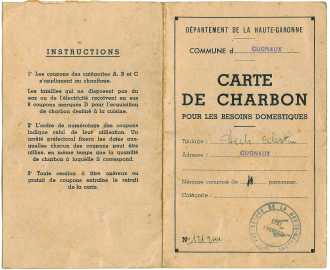 INSTRUCTIONS
1° Les coupons des catégories A, B et C
s'emploient au chauffage.
Les familles qui ne disposent pas du
gaz ou de l'électricité reçoivent en sus
6 coupons marqués D pour l'acquisition
de charbon destiné à la cuisine.
2° L'ordre de numérotage des coupons
indique celui de leur utilisation. Un
arrêté préfectoral fixera les dates aux-
quelles chacun des coupons peut être
utilisé, en même temps que la quantité
de charbon à laquelle il correspond.
3° Toute cession à titre onéreux ou
gratuit de coupons entraîne le retrait
de la carte.
DÉPARTEMENT DE LA HAUTE-GARONNE
COMMUNE d CUGNAUX
CARTE
DE CHARBON
POUR LES BESOINS DOMESTIQUES
Titulaire :
Adresse : CUGNAUX
Ménage composé de personnes.
Catégorie :
N°